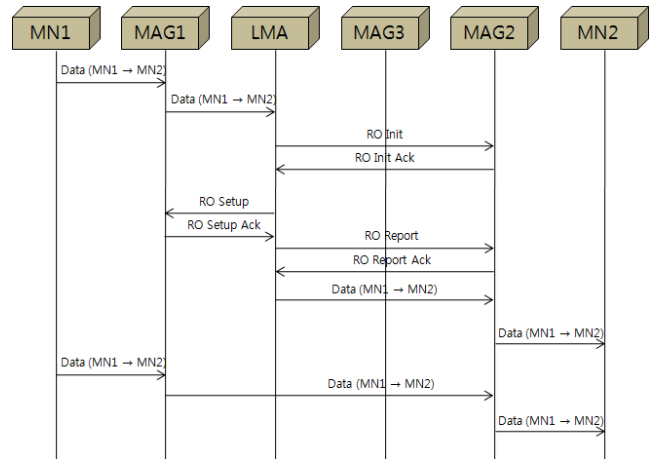 MN1 MAG1 LMA MAG3 MAG2 MN2
Data (MN1 → MN2)
Data (MN1 → MN2)
RO Init
RO Init Ack
RO Setup
RO Setup Ack
RO Report
RO Report Ack
Data (MN1 → MN2)
Data (MN1 → MN2)
Data (MN1 → MN2)
Data (MN1 → MN2)
Data (MN1 → MN2)